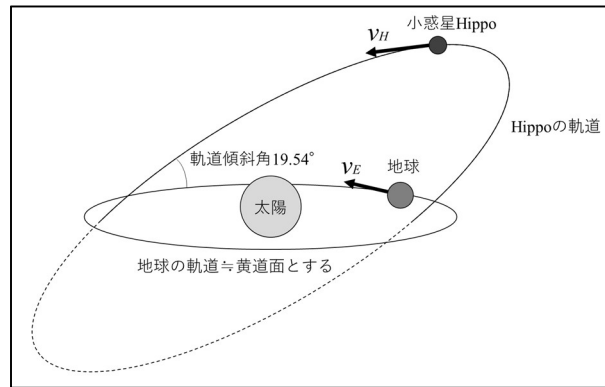 小惑星Hippo
vH
Hippoの軌道
軌道傾斜角19.54°
vE
地球
太陽
地球の軌道≒黄道面とする